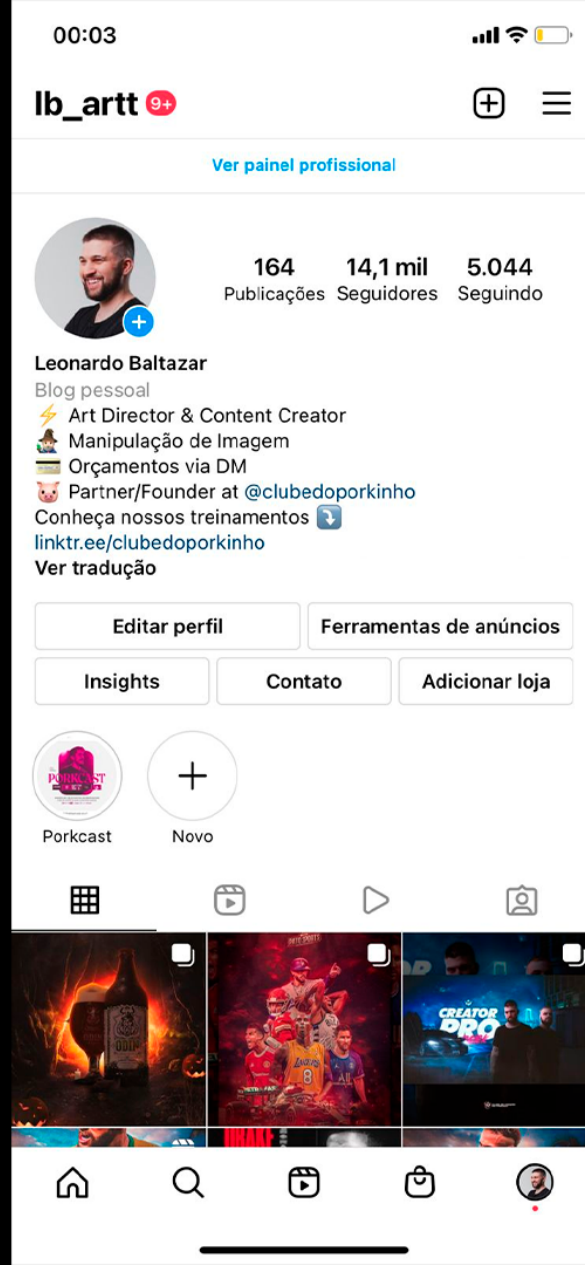 00:03
lb_artt 9+
Ver painel profissional
164 14,1 mil 5.044
Publicações Seguidores Seguindo
Leonardo Baltazar
Blog pessoal
Art Director & Content Creator
Manipulação de Imagem
Orçamentos via DM
Partner/Founder at @clubedoporkinho
Conheça nossos treinamentos
linktr.ee/clubedoporkinho
Ver tradução
Editar perfil Ferramentas de anúncios
Insights Contato Adicionar loja
PORKCAST
Porkcast Novo
CREATOR
PRO
8